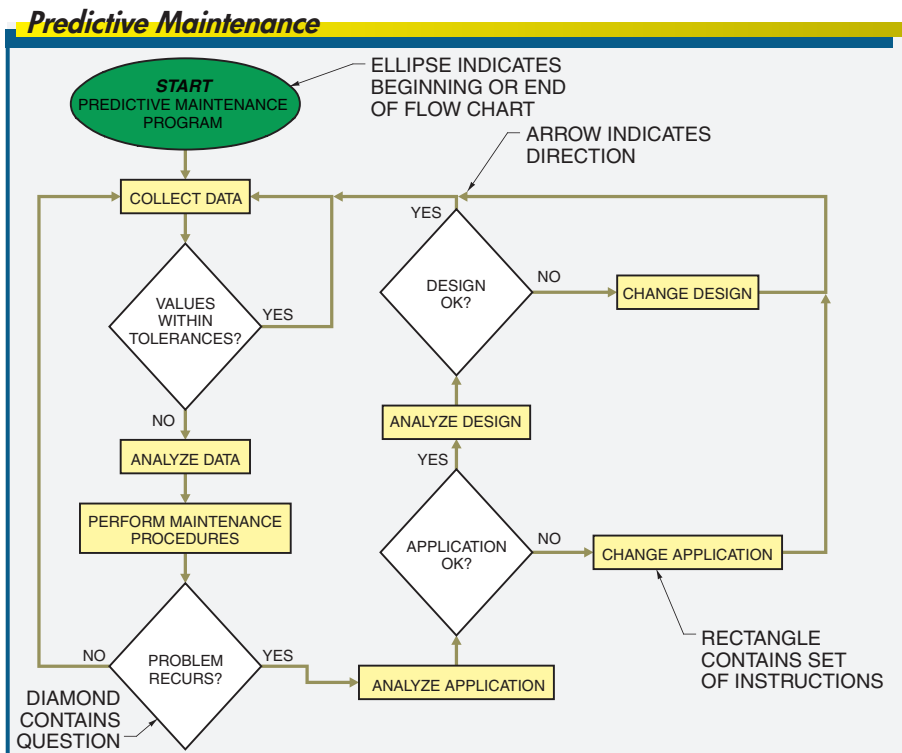 Predictive Maintenance
START
PREDICTIVE MAINTENANCE
PROGRAM
ELLIPSE INDICATES
BEGINNING OR END
OF FLOW CHART
ARROW INDICATES
DIRECTION
COLLECT DATA
VALUES
WITHIN
TOLERANCES?
YES
NO
ANALYZE DATA
PERFORM MAINTENANCE
PROCEDURES
PROBLEM
RECURS?
NO
YES
DIAMOND
CONTAINS
QUESTION
ANALYZE APPLICATION
APPLICATION
OK?
NO
CHANGE APPLICATION
RECTANGLE
CONTAINS SET
OF INSTRUCTIONS
YES
ANALYZE DESIGN
DESIGN
OK?
YES
NO
CHANGE DESIGN